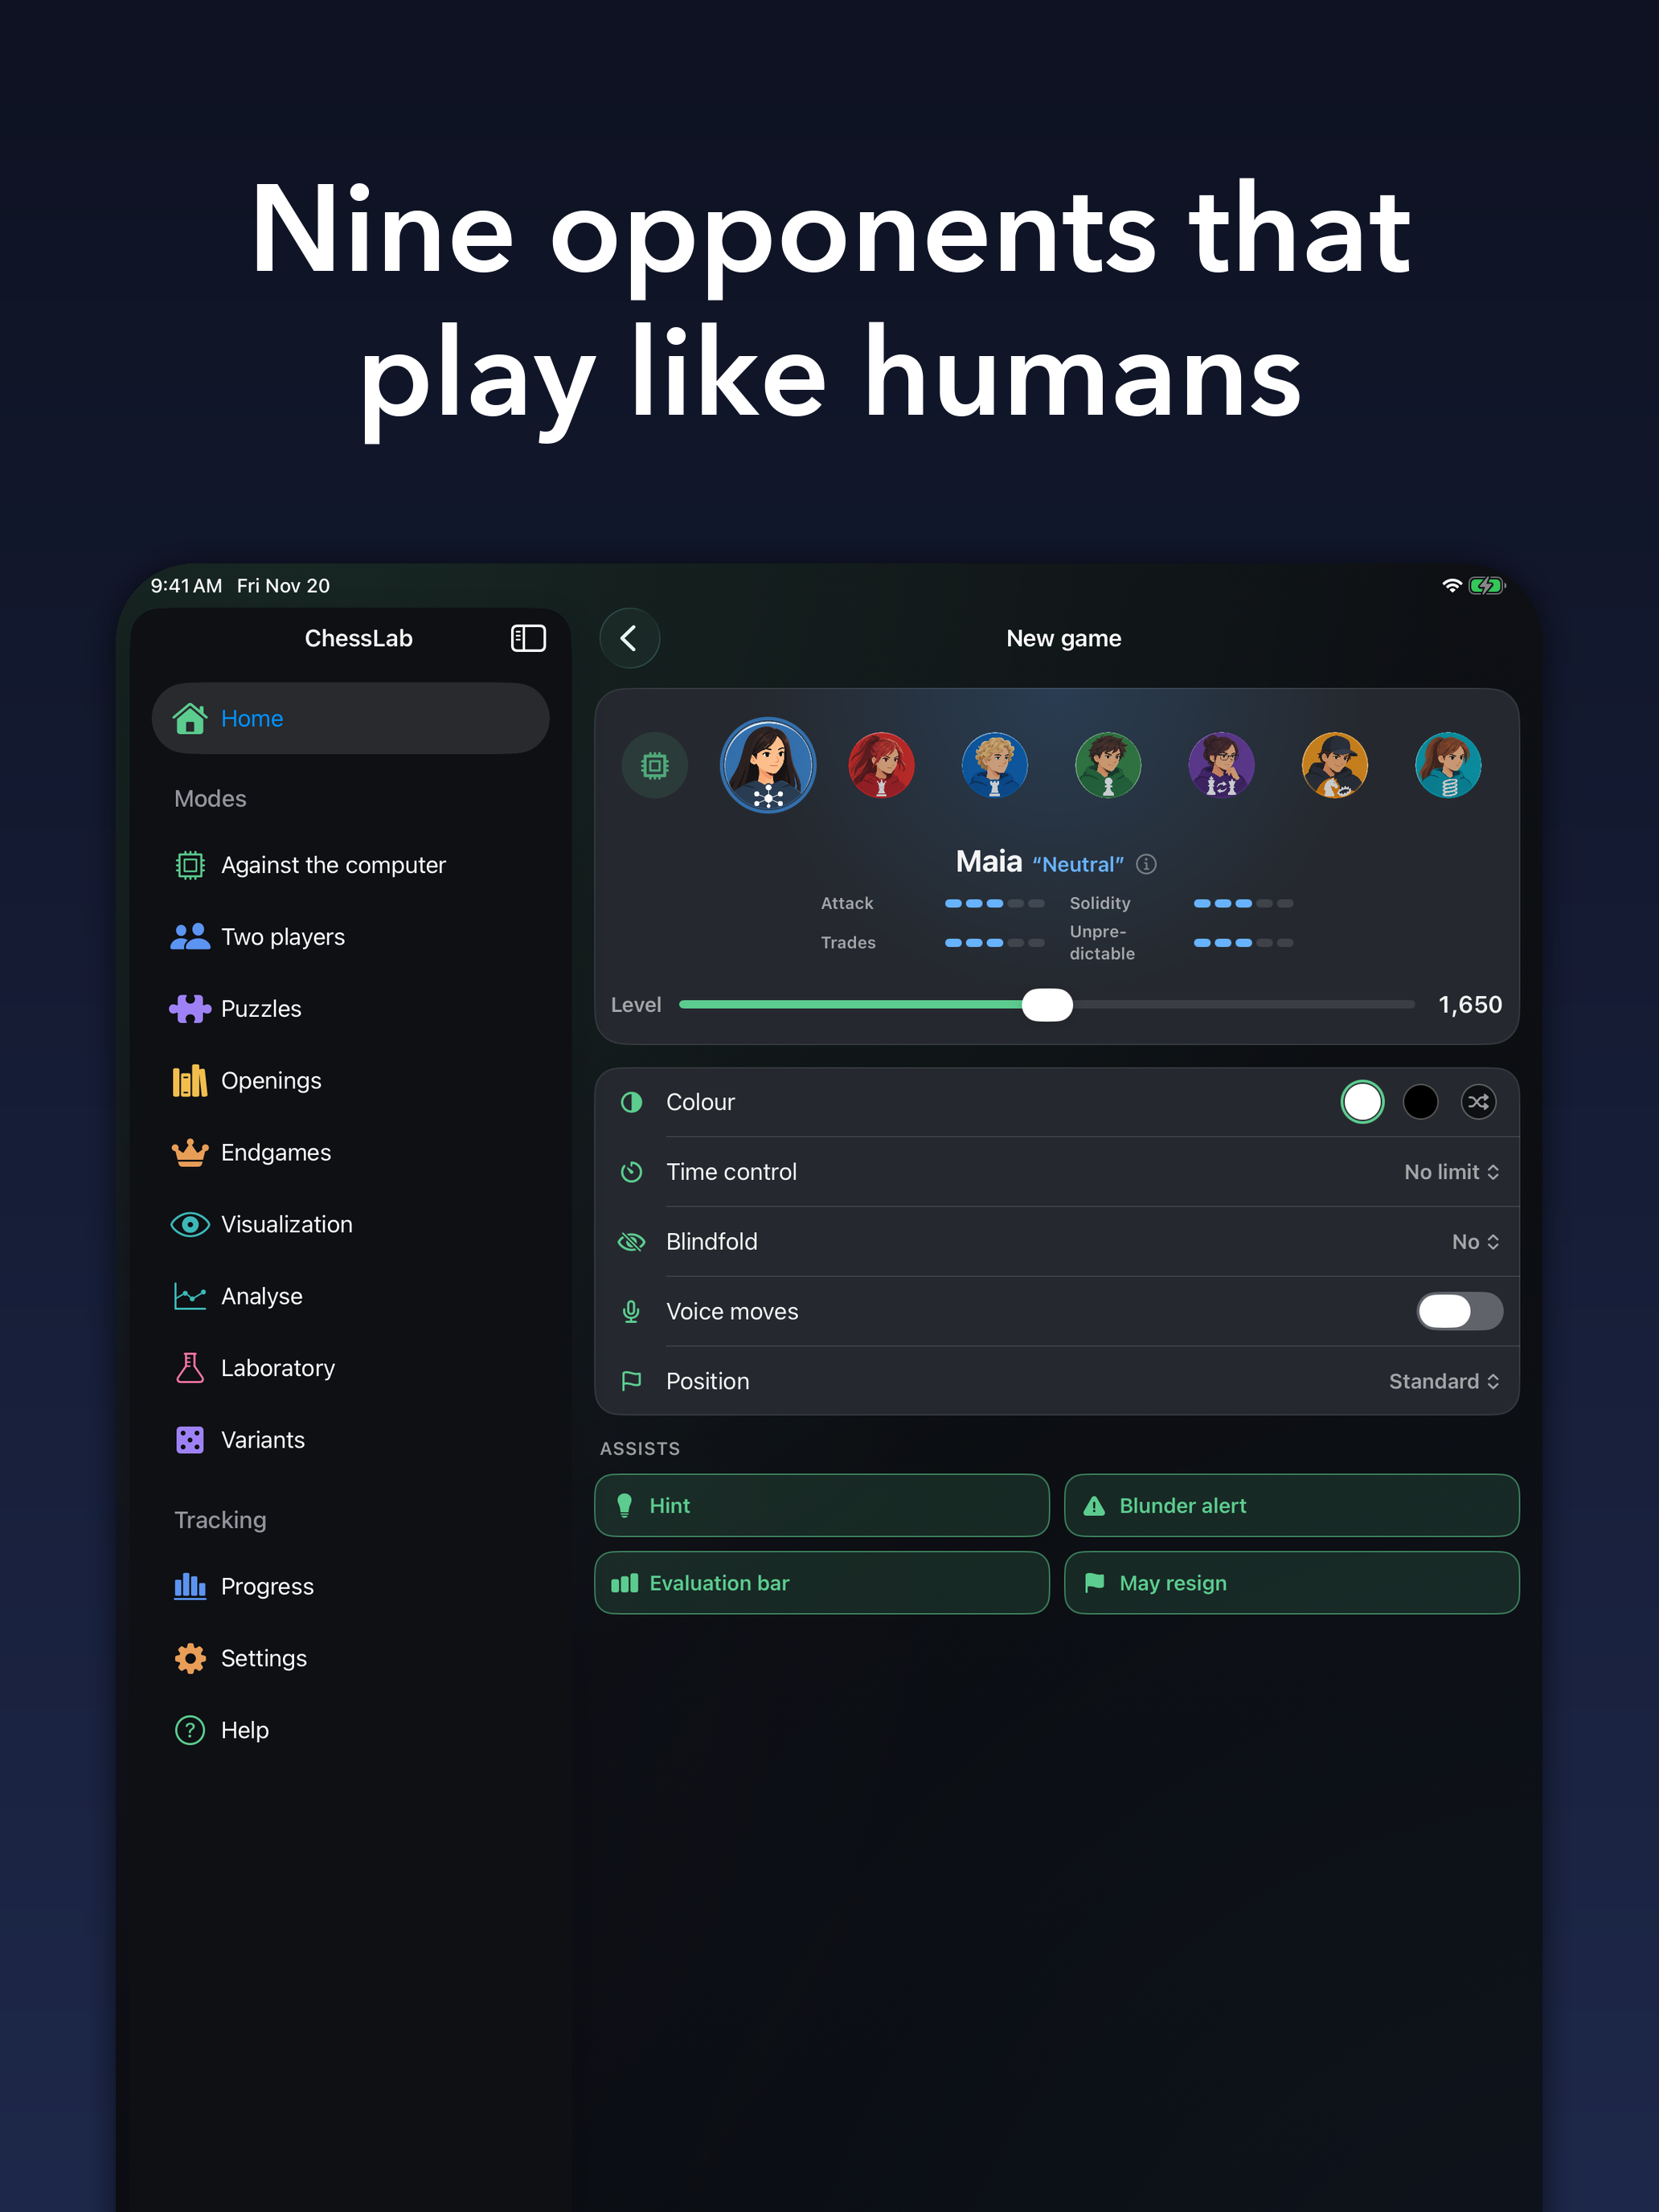 Nine opponents that
play like humans
9:41 AM Fri Nov 20
ChessLab
Home
Modes
Against the computer
Two players
Puzzles
Openings
Endgames
Visualization
Analyse
Laboratory
Variants
Tracking
Progress
Settings
Help
New game
Maia “Neutral”
Attack
Solidity
Trades
Unpre-
dictable
Level
1,650
Colour
Time control
No limit
Blindfold
No
Voice moves
Position
Standard
ASSISTS
Hint
Blunder alert
Evaluation bar
May resign